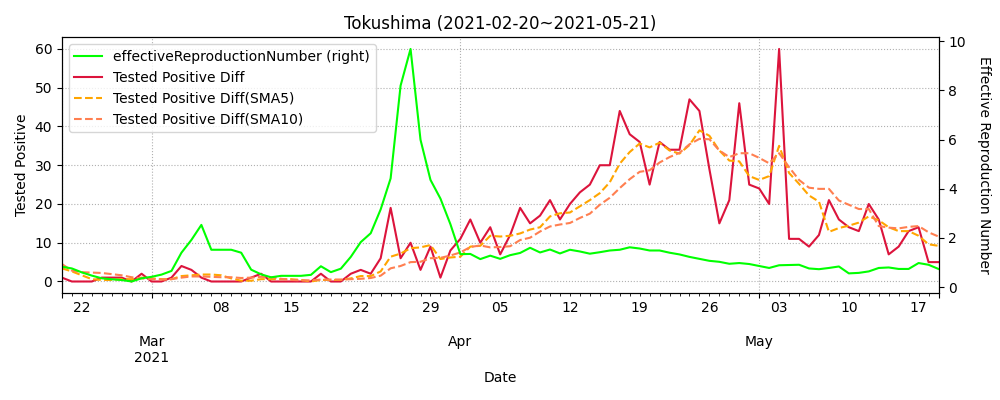 Tokushima (2021-02-20~2021-05-21)
effectiveReproductionNumber (right)
Tested Positive Diff
Tested Positive Diff(SMA5)
Tested Positive Diff(SMA10)
Tested Positive
60
50
40
30
20
10
0
Effective Reproduction Number
10
8
6
4
2
0
22 08 15 22 29 05 12 19 26 03 10 17
Mar Apr May
2021
Date